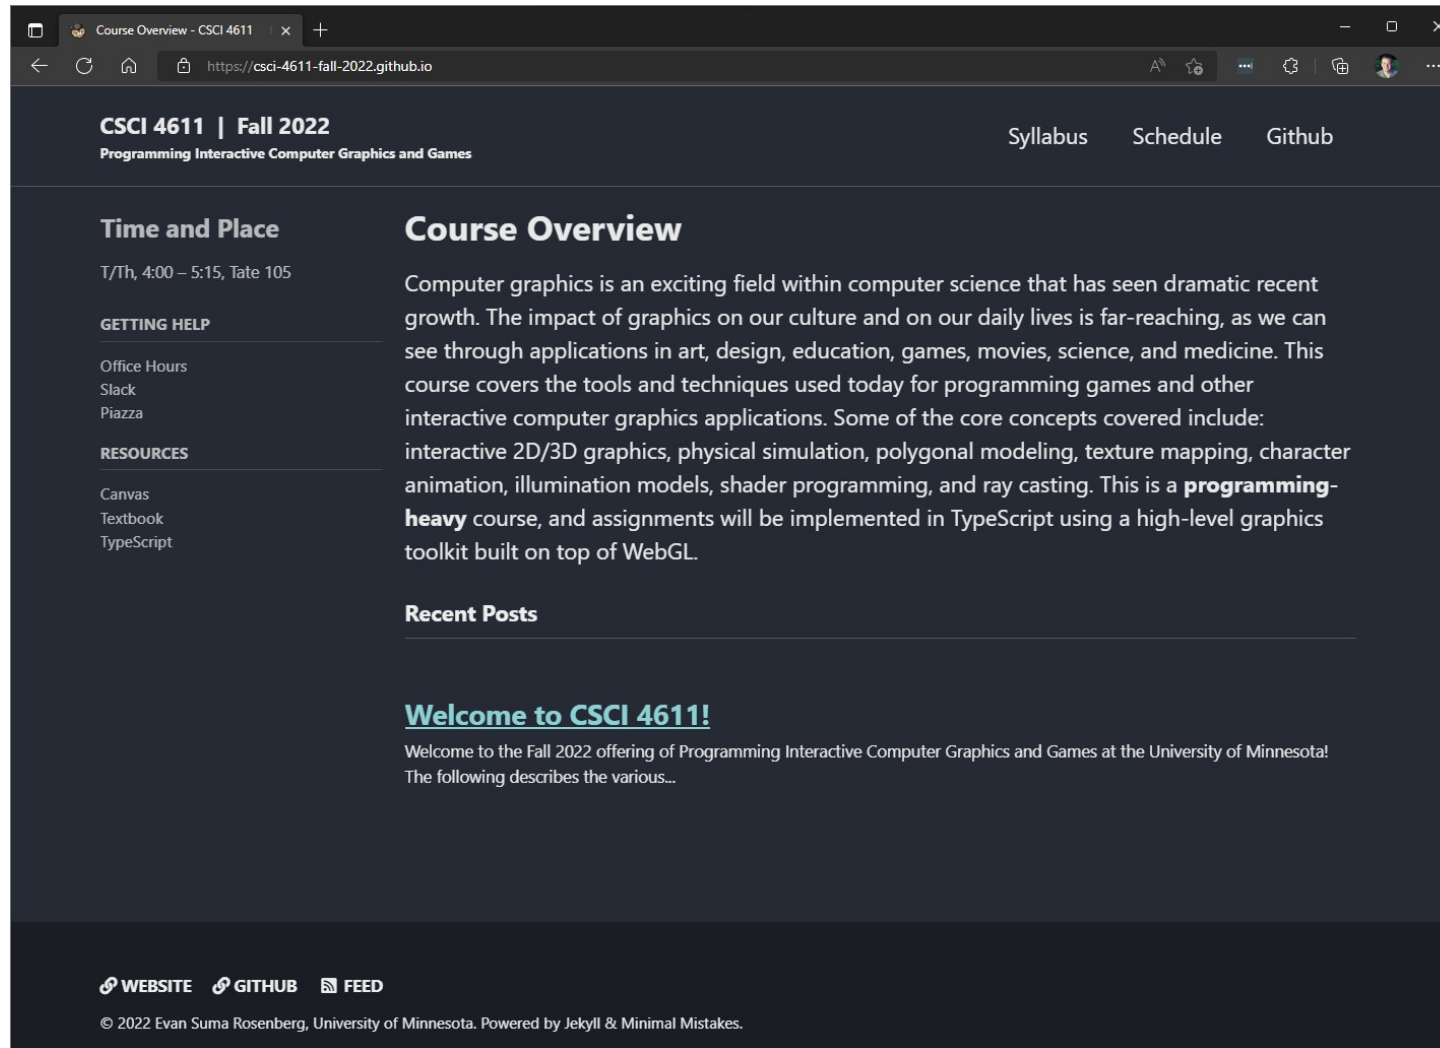 Course Overview - CSCI 4611
https://csci-4611-fall-2022.github.io
CSCI 4611 | Fall 2022
Programming Interactive Computer Graphics and Games
Syllabus Schedule Github
Time and Place
T/Th, 4:00 – 5:15, Tate 105
GETTING HELP
Office Hours
Slack
Piazza
RESOURCES
Canvas
Textbook
TypeScript
Course Overview
Computer graphics is an exciting field within computer science that has seen dramatic recent
growth. The impact of graphics on our culture and on our daily lives is far-reaching, as we can
see through applications in art, design, education, games, movies, science, and medicine. This
course covers the tools and techniques used today for programming games and other
interactive computer graphics applications. Some of the core concepts covered include:
interactive 2D/3D graphics, physical simulation, polygonal modeling, texture mapping, character
animation, illumination models, shader programming, and ray casting. This is a programming-
heavy course, and assignments will be implemented in TypeScript using a high-level graphics
toolkit built on top of WebGL.
Recent Posts
Welcome to CSCI 4611!
Welcome to the Fall 2022 offering of Programming Interactive Computer Graphics and Games at the University of Minnesota!
The following describes the various...
WEBSITE GITHUB FEED
© 2022 Evan Suma Rosenberg, University of Minnesota. Powered by Jekyll & Minimal Mistakes.